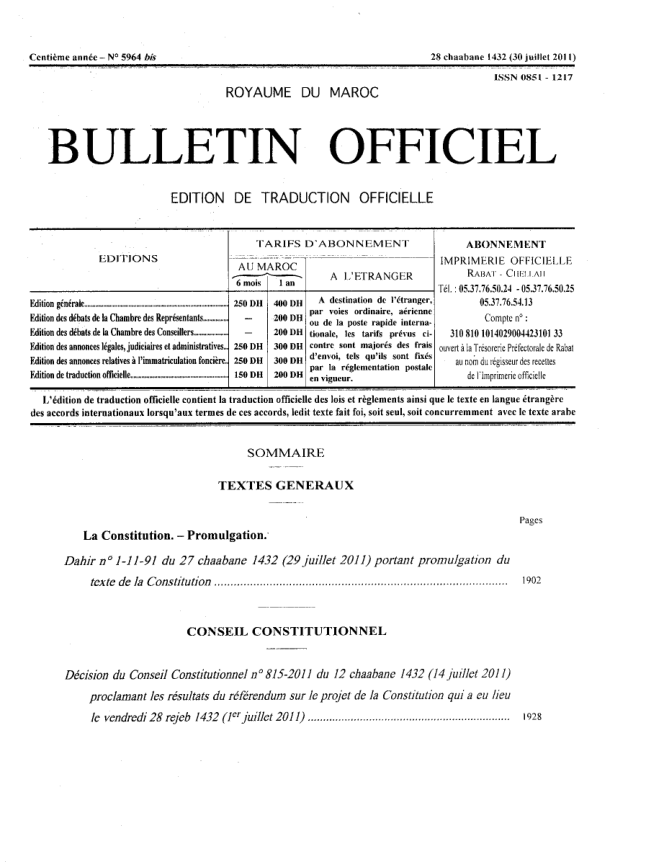 Centième année – N° 5964 bis
28 chaabane 1432 (30 juillet 2011)
ISSN 0851 - 1217
ROYAUME DU MAROC
BULLETIN OFFICIEL
EDITION DE TRADUCTION OFFICIELLE
EDITIONS
TARIFS D'ABONNEMENT
AU MAROC
6 mois
1 an
A L'ETRANGER
Edition générale 250 DH 400 DH
Edition des débats de la Chambre des Représentants — 200 DH
Edition des débats de la Chambre des Conseillers — 200 DH
Edition des annonces légales, judiciaires et administratives 250 DH 300 DH
Edition des annonces relatives à l'immatriculation foncière 250 DH 300 DH
Edition de traduction officielle 150 DH 200 DH
A destination de l'étranger,
par voies ordinaire, aérienne
ou de la poste rapide interna-
tionale, les tarifs prévus ci-
contre sont majorés des frais
d'envoi, tels qu'ils sont fixés
par la réglementation postale
en vigueur.
ABONNEMENT
IMPRIMERIE OFFICIELLE
RABAT - CHELLAH
Tél. : 05.37.76.50.24 - 05.37.76.50.25
05.37.76.54.13
Compte n° :
310 810 1014029004423101 33
ouvert à la Trésorerie Préfectorale de Rabat
au nom du régisseur des recettes
de l'Imprimerie officielle
L'édition de traduction officielle contient la traduction officielle des lois et règlements ainsi que le texte en langue étrangère
des accords internationaux lorsqu'aux termes de ces accords, ledit texte fait foi, soit seul, soit concurremment avec le texte arabe
SOMMAIRE
TEXTES GENERAUX
Pages
La Constitution. – Promulgation.
Dahir n° 1-11-91 du 27 chaabane 1432 (29 juillet 2011) portant promulgation du
texte de la Constitution ........ 1902
CONSEIL CONSTITUTIONNEL
Décision du Conseil Constitutionnel n° 815-2011 du 12 chaabane 1432 (14 juillet 2011)
proclamant les résultats du référendum sur le projet de la Constitution qui a eu lieu
le vendredi 28 rejeb 1432 (1er juillet 2011) ........ 1928